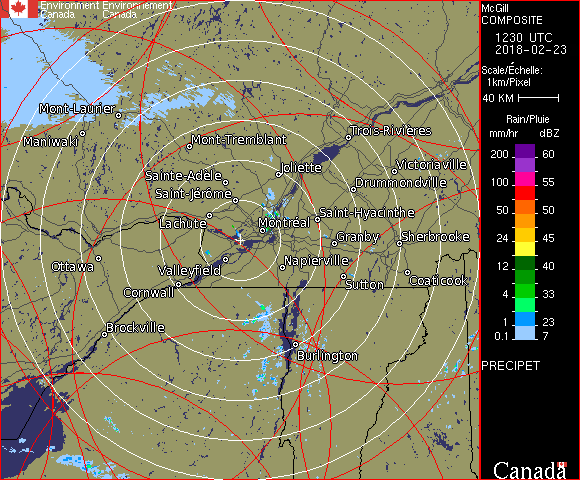 Environment Environnement
Canada Canada
McGill
COMPOSITE
1230 UTC
2018-02-23
Scale/Échelle:
1km/Pixel
40 KM
Rain/Pluie
mm/hr dBZ
200 60
100 55
50 50
24 45
12 40
4 33
1 23
0.1 7
PRECIPET
Canada
Mont-Laurier
Maniwaki
Mont-Tremblant
Trois-Rivières
Sainte-Adèle
Joliette
Victoriaville
Saint-Jérôme
Drummondville
Lachute
Montréal
Saint-Hyacinthe
Granby
Sherbrooke
Ottawa
Valleyfield
Napierville
Cornwall
Sutton
Coaticook
Brockville
Burlington